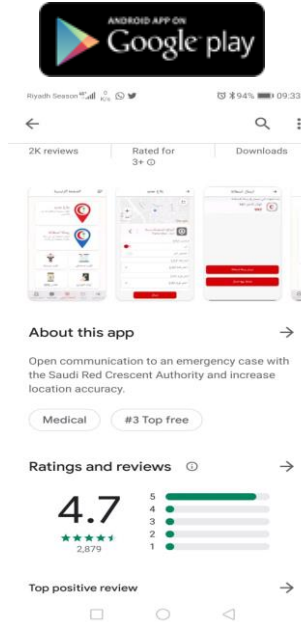 ANDROID APP ON
Google play
Riyadh Season
94% 09:33
2K reviews
Rated for
3+
Downloads
About this app
Open communication to an emergency case with
the Saudi Red Crescent Authority and increase
location accuracy.
Medical
#3 Top free
Ratings and reviews
4.7
2,879
5
4
3
2
1
Top positive review